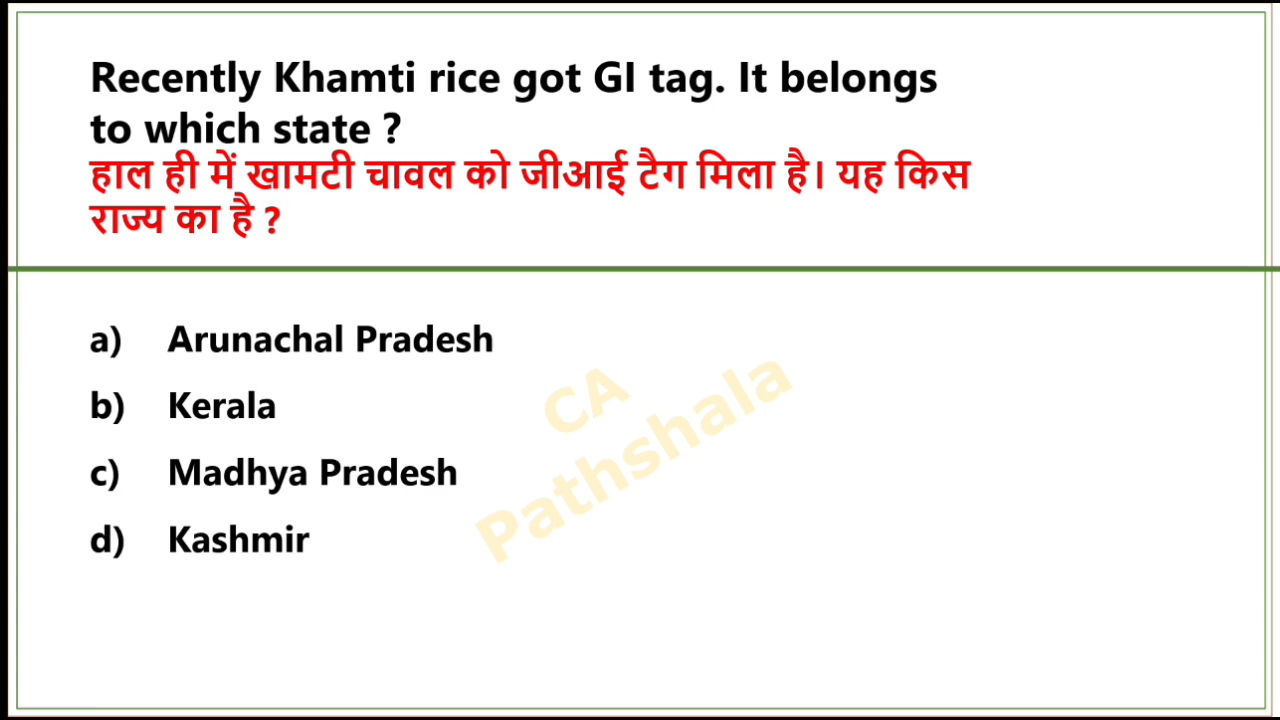 Recently Khamti rice got GI tag. It belongs
to which state ?
हाल ही में खामटी चावल को जीआई टैग मिला है। यह किस
राज्य का है ?
a) Arunachal Pradesh
b) Kerala
c) Madhya Pradesh
d) Kashmir
CA
Pathshala